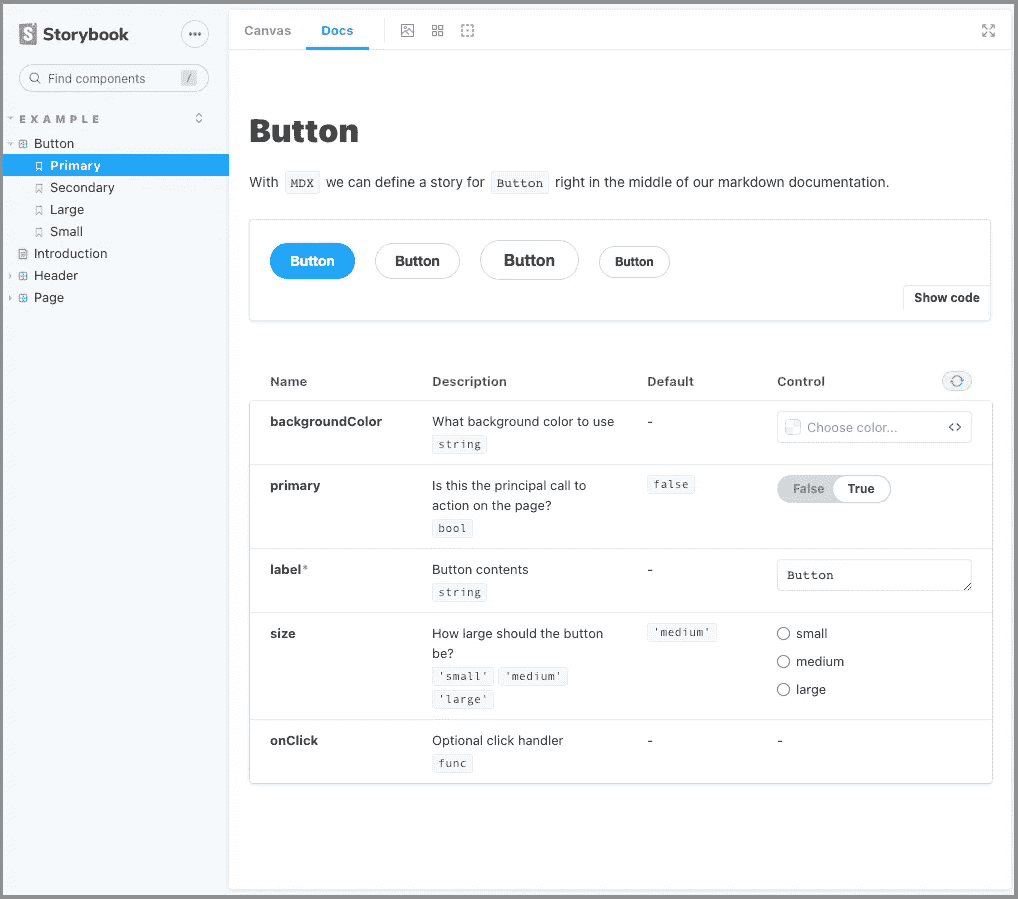 Storybook
Find components
/
EXAMPLE
Button
Primary
Secondary
Large
Small
Introduction
Header
Page
Canvas Docs
Button
With MDX we can define a story for Button right in the middle of our markdown documentation.
Button Button Button Button
Show code
Name Description Default Control
backgroundColor What background color to use - Choose color...
string
primary Is this the principal call to false False True
action on the page?
bool
label* Button contents - Button
string
size How large should the button 'medium' small
be? medium
'small' 'medium'
'large' large
onClick Optional click handler - -
func